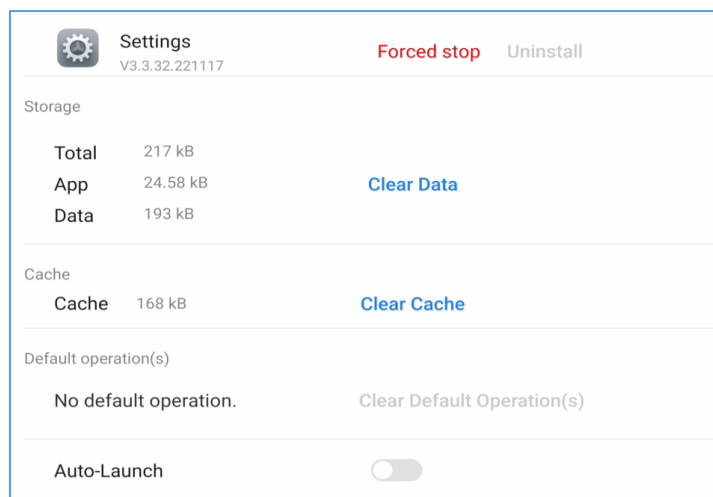 Settings
V3.3.32.221117
Forced stop Uninstall
Storage
Total 217 kB
App 24.58 kB Clear Data
Data 193 kB
Cache
Cache 168 kB Clear Cache
Default operation(s)
No default operation. Clear Default Operation(s)
Auto-Launch